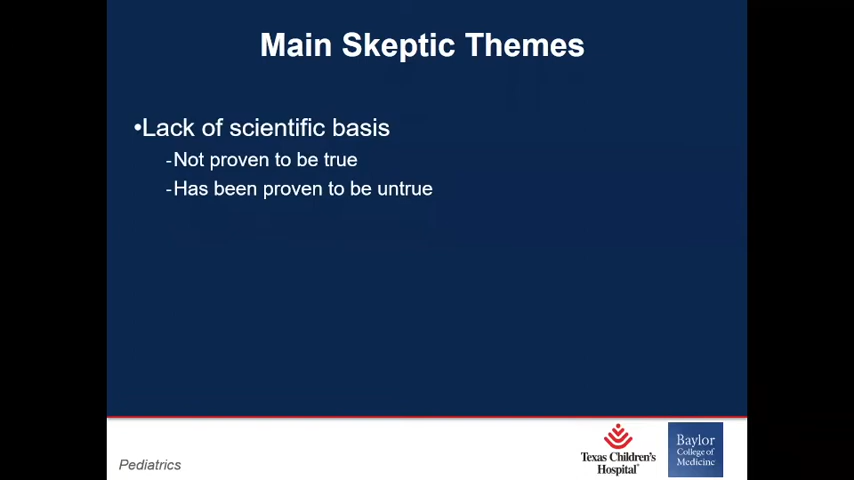 Main Skeptic Themes
•Lack of scientific basis
-Not proven to be true
-Has been proven to be untrue
Pediatrics
Texas Children's
Hospital®
Baylor
College of
Medicine